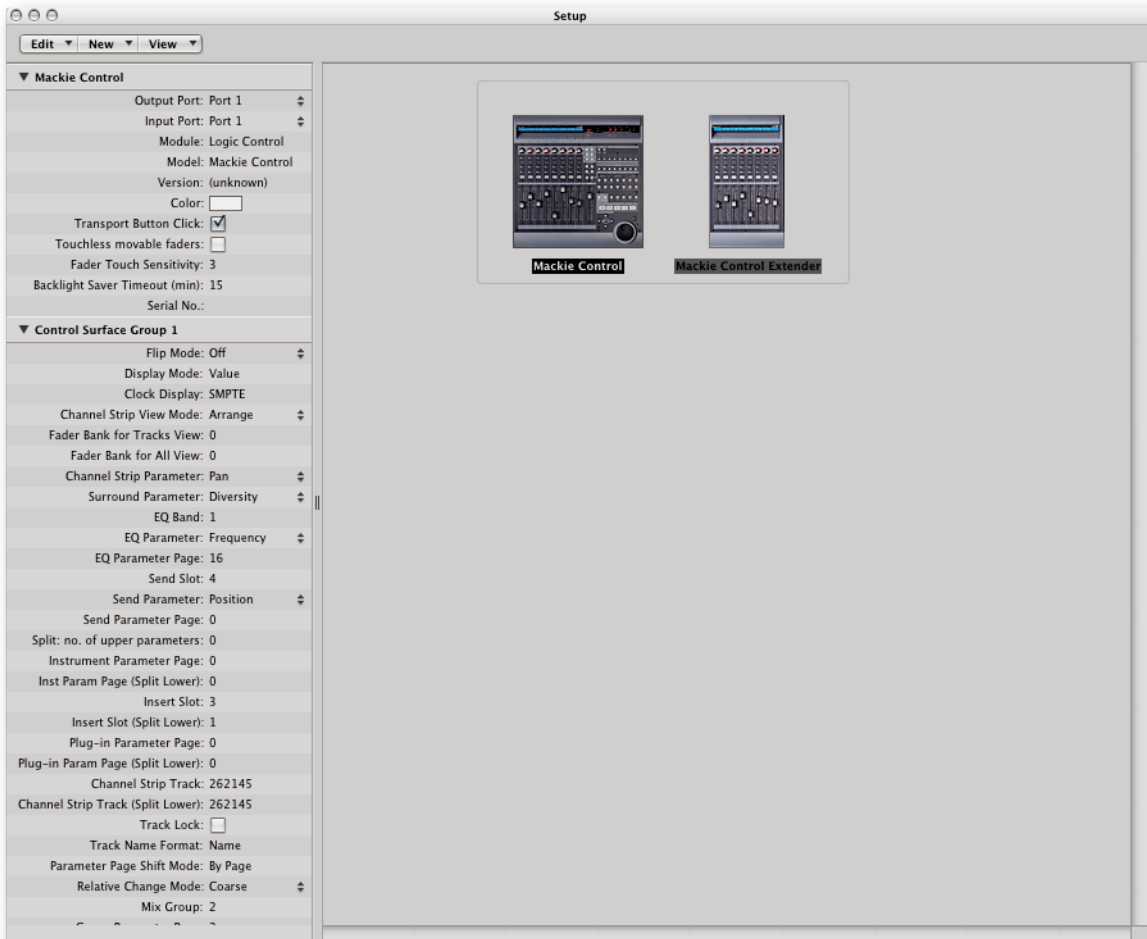 Setup
Edit New View
Mackie Control
Output Port: Port 1
Input Port: Port 1
Module: Logic Control
Model: Mackie Control
Version: (unknown)
Color:
Transport Button Click:
Touchless movable faders:
Fader Touch Sensitivity: 3
Backlight Saver Timeout (min): 15
Serial No.:
Mackie Control
Mackie Control Extender
Control Surface Group 1
Flip Mode: Off
Display Mode: Value
Clock Display: SMPTE
Channel Strip View Mode: Arrange
Fader Bank for Tracks View: 0
Fader Bank for All View: 0
Channel Strip Parameter: Pan
Surround Parameter: Diversity
EQ Band: 1
EQ Parameter: Frequency
EQ Parameter Page: 16
Send Slot: 4
Send Parameter: Position
Send Parameter Page: 0
Split: no. of upper parameters: 0
Instrument Parameter Page: 0
Inst Param Page (Split Lower): 0
Insert Slot: 3
Insert Slot (Split Lower): 1
Plug-in Parameter Page: 0
Plug-in Param Page (Split Lower): 0
Channel Strip Track: 262145
Channel Strip Track (Split Lower): 262145
Track Lock:
Track Name Format: Name
Parameter Page Shift Mode: By Page
Relative Change Mode: Coarse
Mix Group: 2